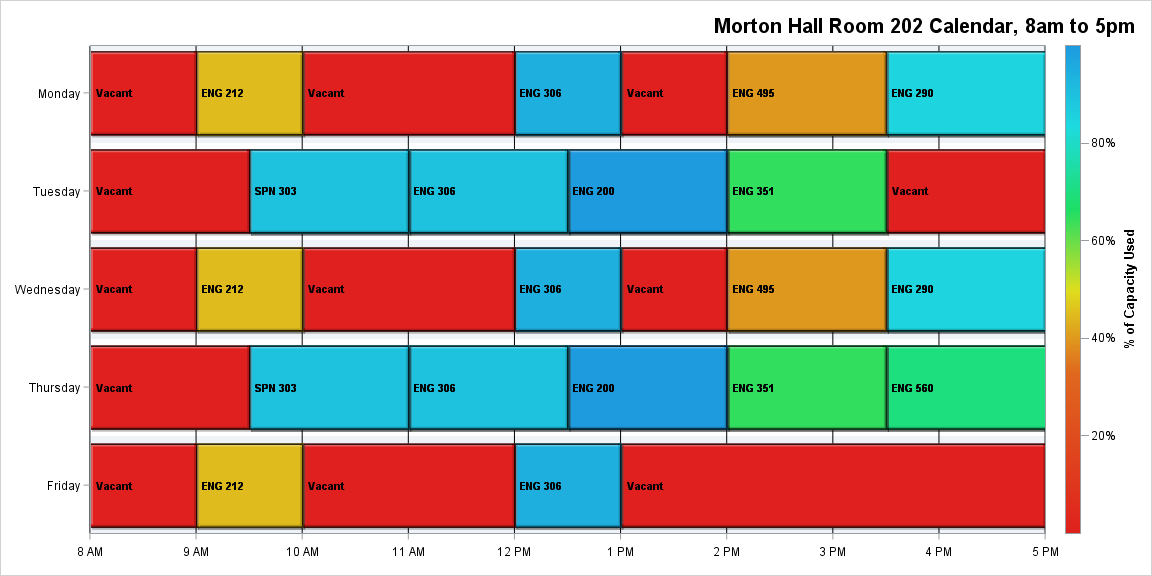 Morton Hall Room 202 Calendar, 8am to 5pm
Monday
Vacant
ENG 212
Vacant
ENG 306
Vacant
ENG 495
ENG 290
Tuesday
Vacant
SPN 303
ENG 306
ENG 200
ENG 351
Vacant
Wednesday
Vacant
ENG 212
Vacant
ENG 306
Vacant
ENG 495
ENG 290
Thursday
Vacant
SPN 303
ENG 306
ENG 200
ENG 351
ENG 560
Friday
Vacant
ENG 212
Vacant
ENG 306
Vacant
8 AM
9 AM
10 AM
11 AM
12 PM
1 PM
2 PM
3 PM
4 PM
5 PM
80%
60%
40%
20%
% of Capacity Used